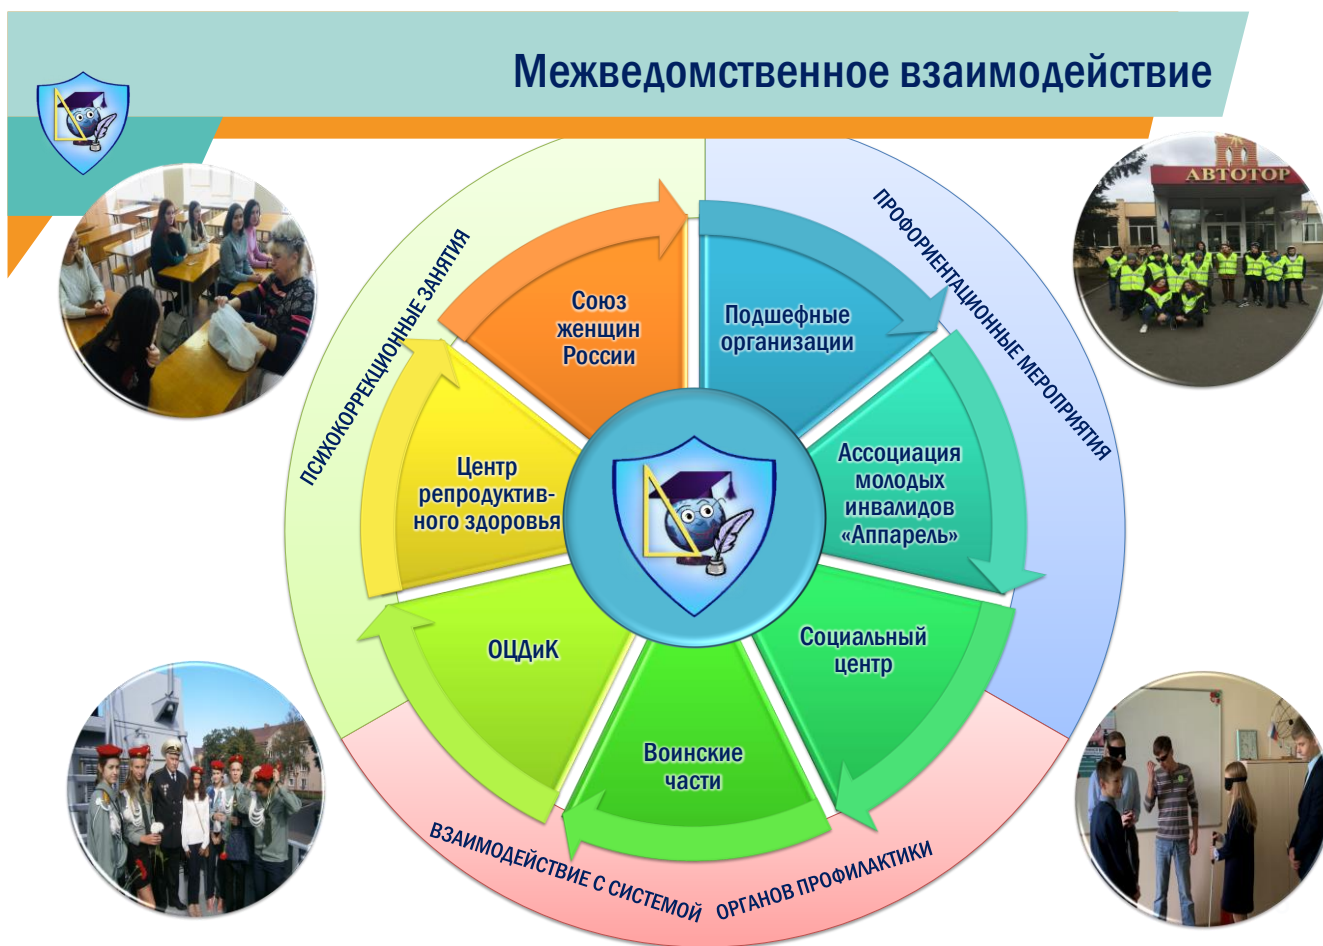 Межведомственное взаимодействие
АВТОТОР
ПСИХОКОРРЕКЦИОННЫЕ ЗАНЯТИЯ
ПРОФОРИЕНТАЦИОННЫЕ МЕРОПРИЯТИЯ
Союз
женщин
России
Подшефные
организации
Центр
репродуктив-
ного здоровья
Ассоциация
молодых
инвалидов
«Аппарель»
ОЦДиК
Социальный
центр
Воинские
части
ВЗАИМОДЕЙСТВИЕ С СИСТЕМОЙ ОРГАНОВ ПРОФИЛАКТИКИ